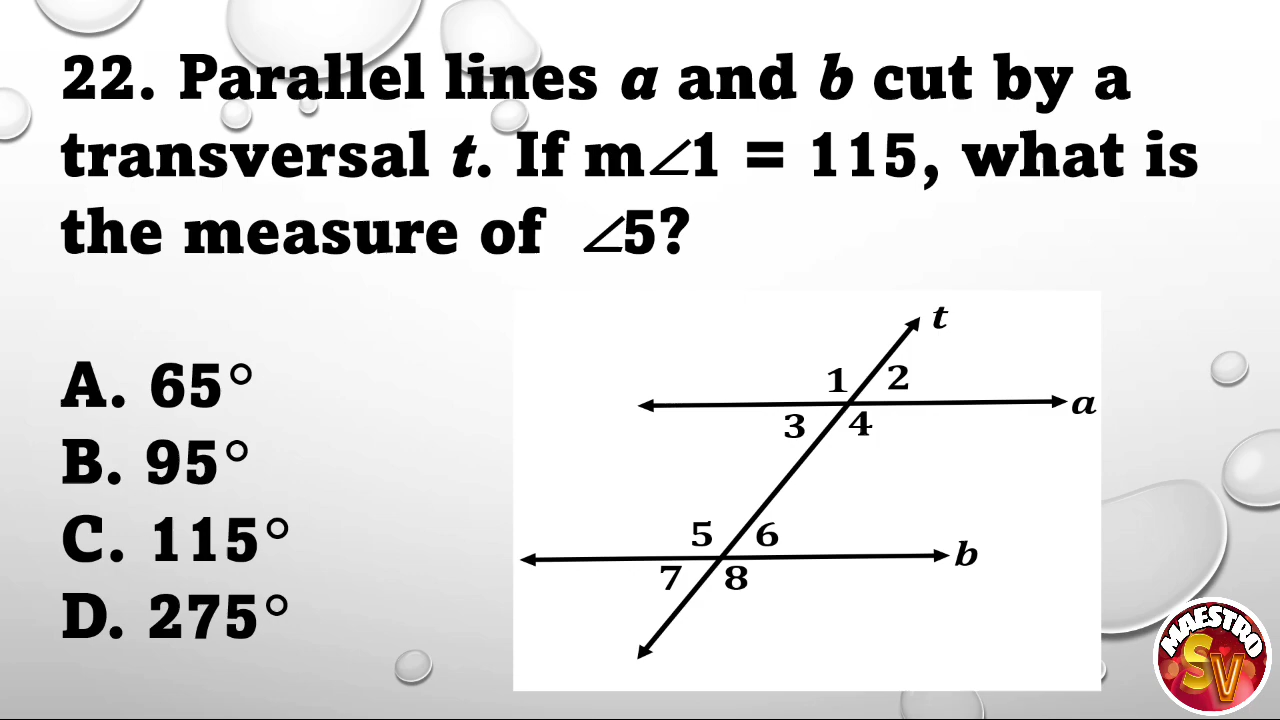 22. Parallel lines a and b cut by a
transversal t. If m∠1 = 115, what is
the measure of ∠5?
A. 65°
B. 95°
C. 115°
D. 275°
t
1 2
a
3 4
5 6
b
7 8
MAESTRO
SV